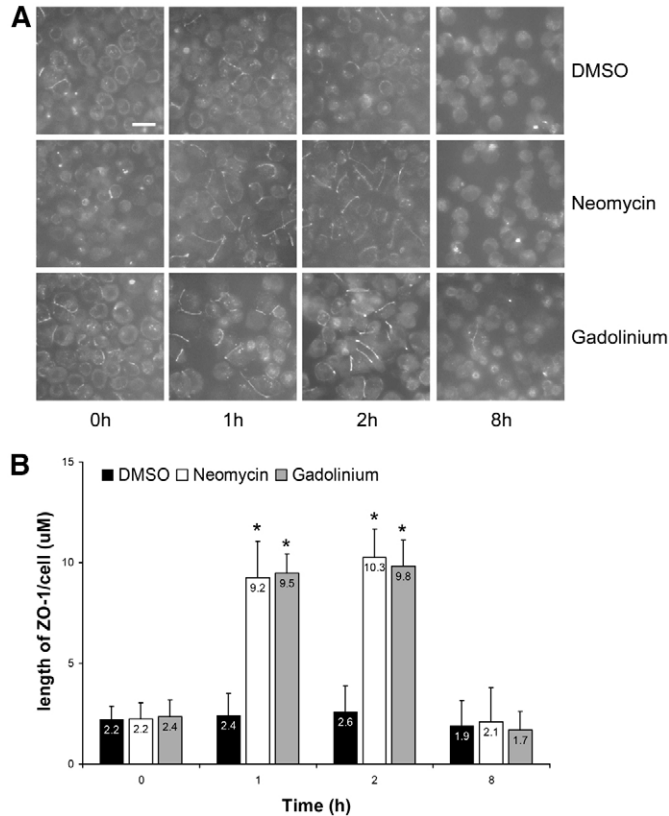 A
DMSO
Neomycin
Gadolinium
0h 1h 2h 8h
B
DMSO Neomycin Gadolinium
length of ZO-1/cell (uM)
15
10
5
0
* * * *
2.2 2.2 2.4 2.4 9.2 9.5 2.6 10.3 9.8 1.9 2.1 1.7
0 1 2 8
Time (h)